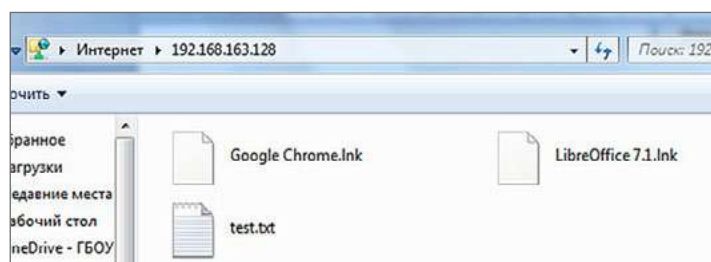 Интернет 192.168.163.128 Поиск: 192
очить
бранное
агрузки
едавние места
абочий стол
neDrive - ГБОУ
Google Chrome.lnk LibreOffice 7.1.lnk
test.txt